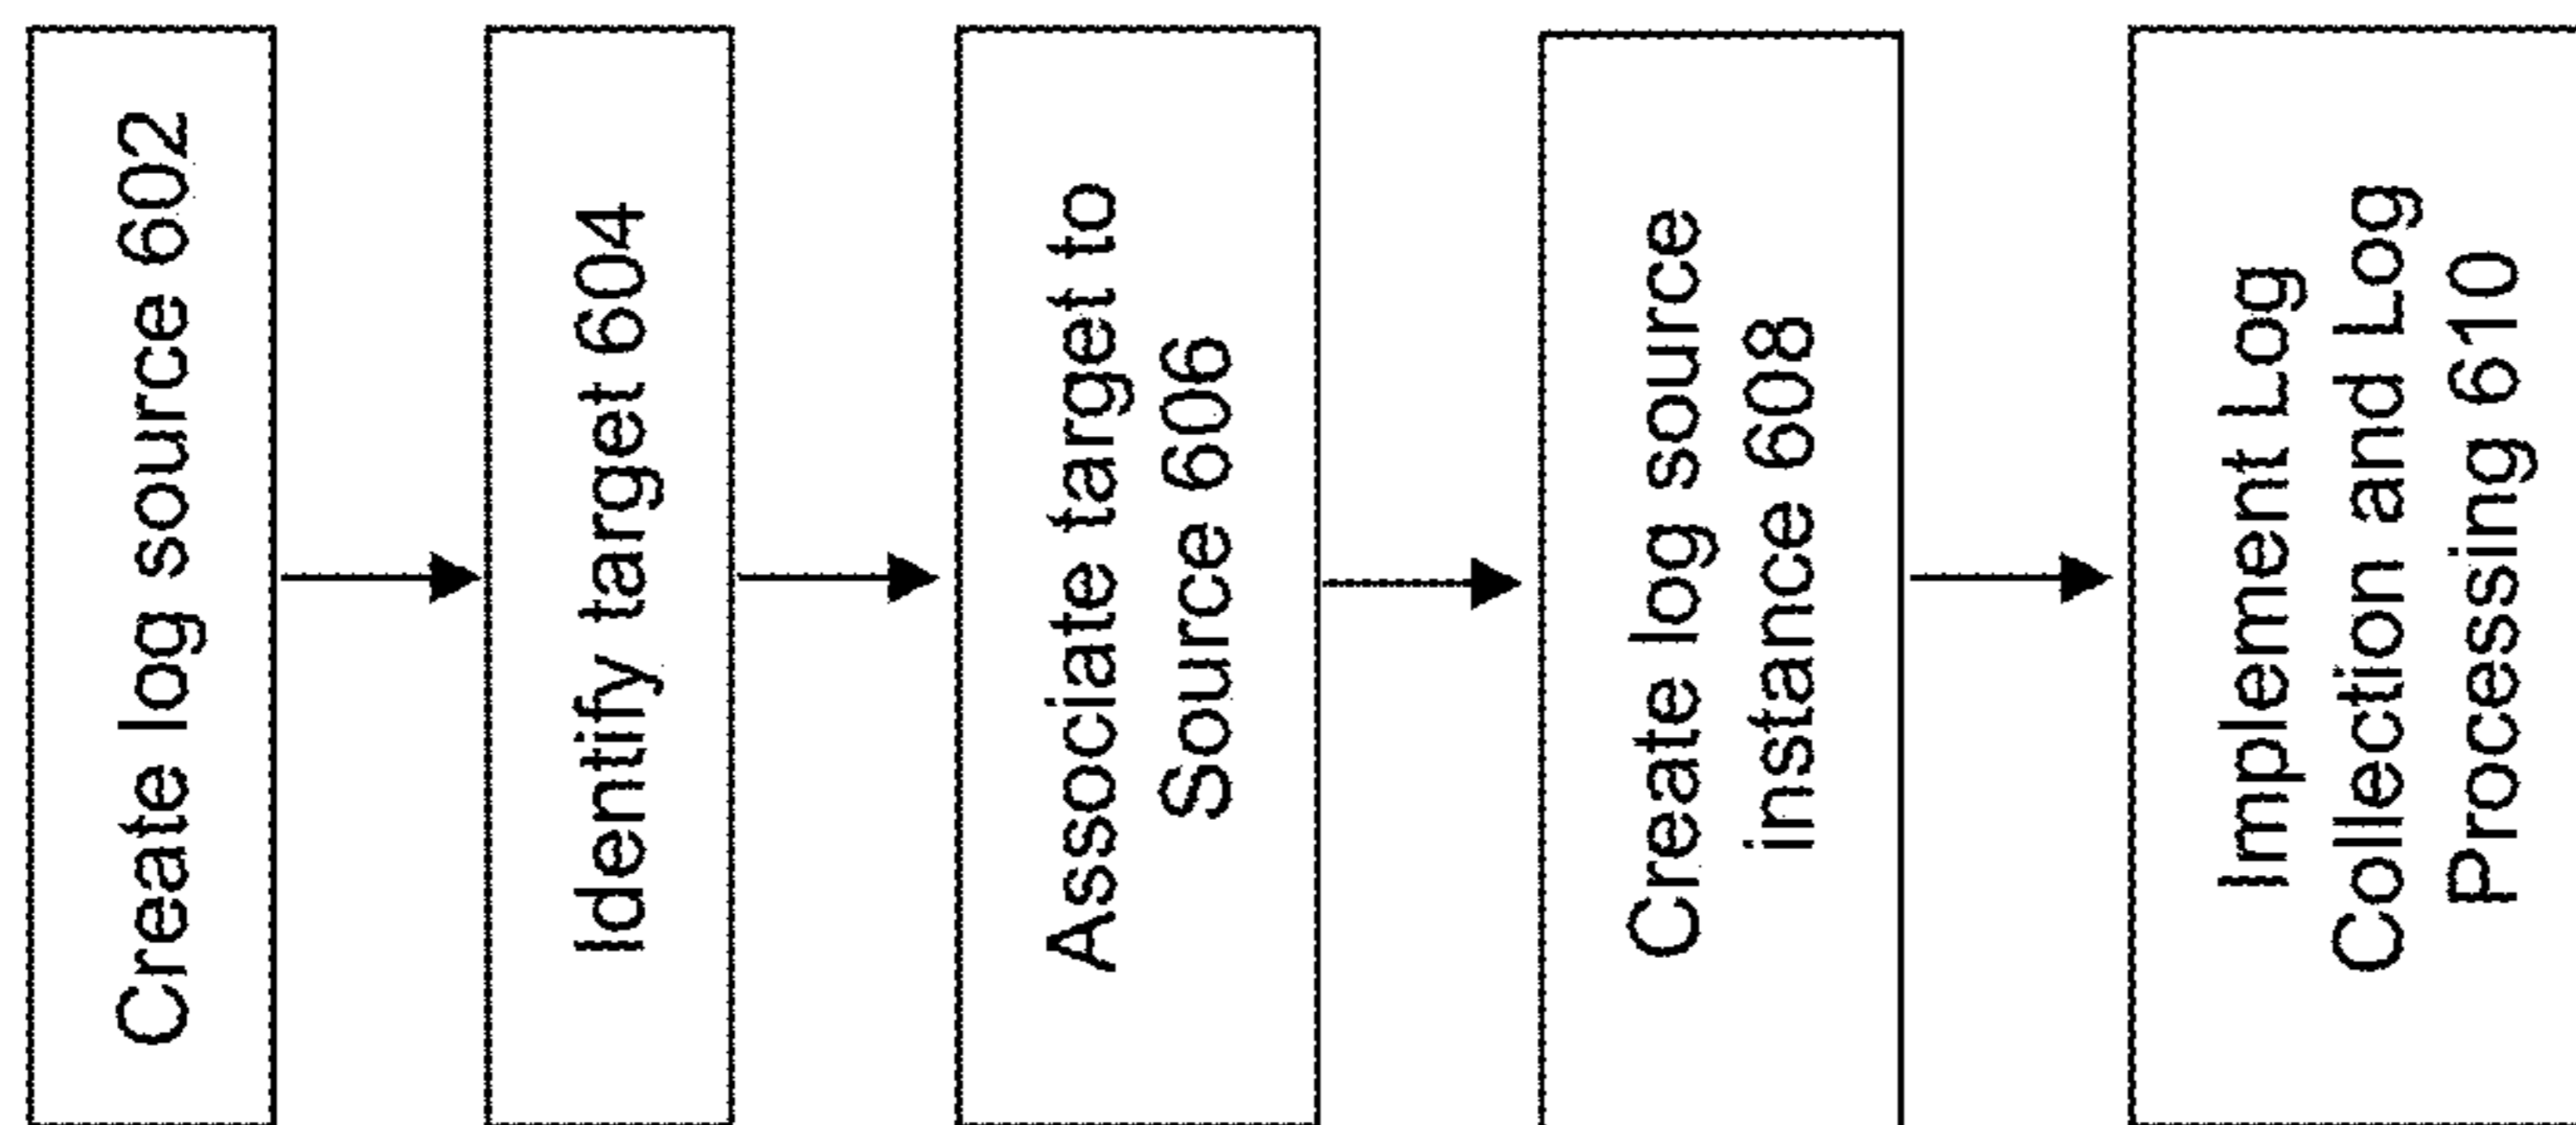 Create log source 602
Identify target 604
Associate target to
Source 606
Create log source
instance 608
Implement Log
Collection and Log
Processing 610